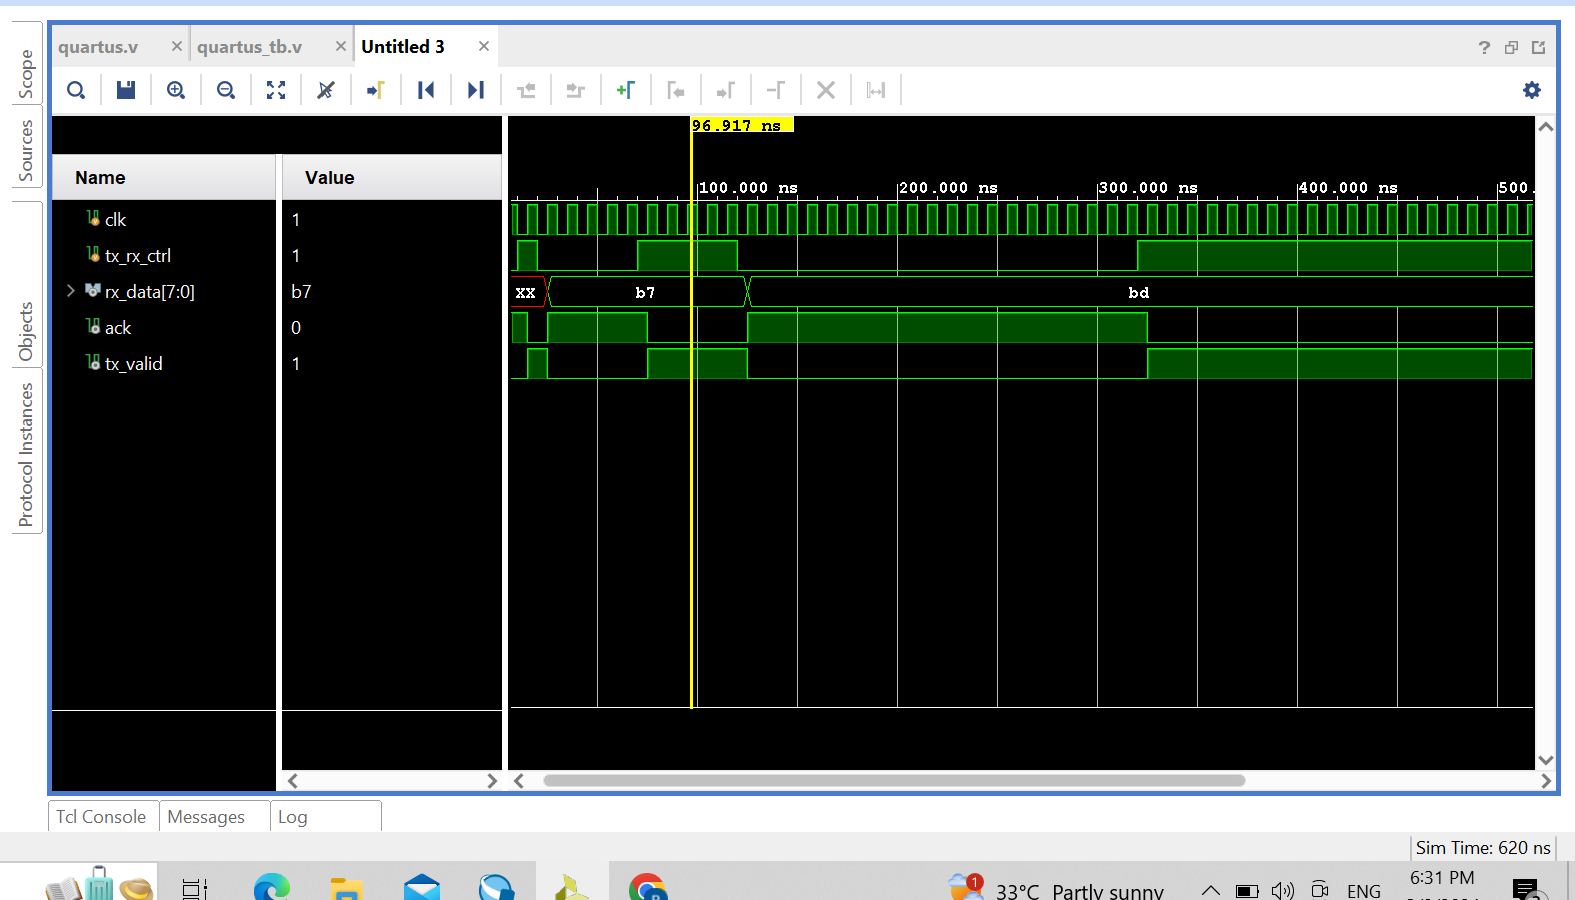 quartus.v
quartus_tb.v
Untitled 3
Scope
Sources
Objects
Protocol Instances
96.917 ns
Name
Value
100.000 ns
200.000 ns
300.000 ns
400.000 ns
500.
clk
1
tx_rx_ctrl
1
rx_data[7:0]
b7
xx
b7
bd
ack
0
tx_valid
1
Tcl Console
Messages
Log
Sim Time: 620 ns
1
33°C Partly sunny
ENG
6:31 PM